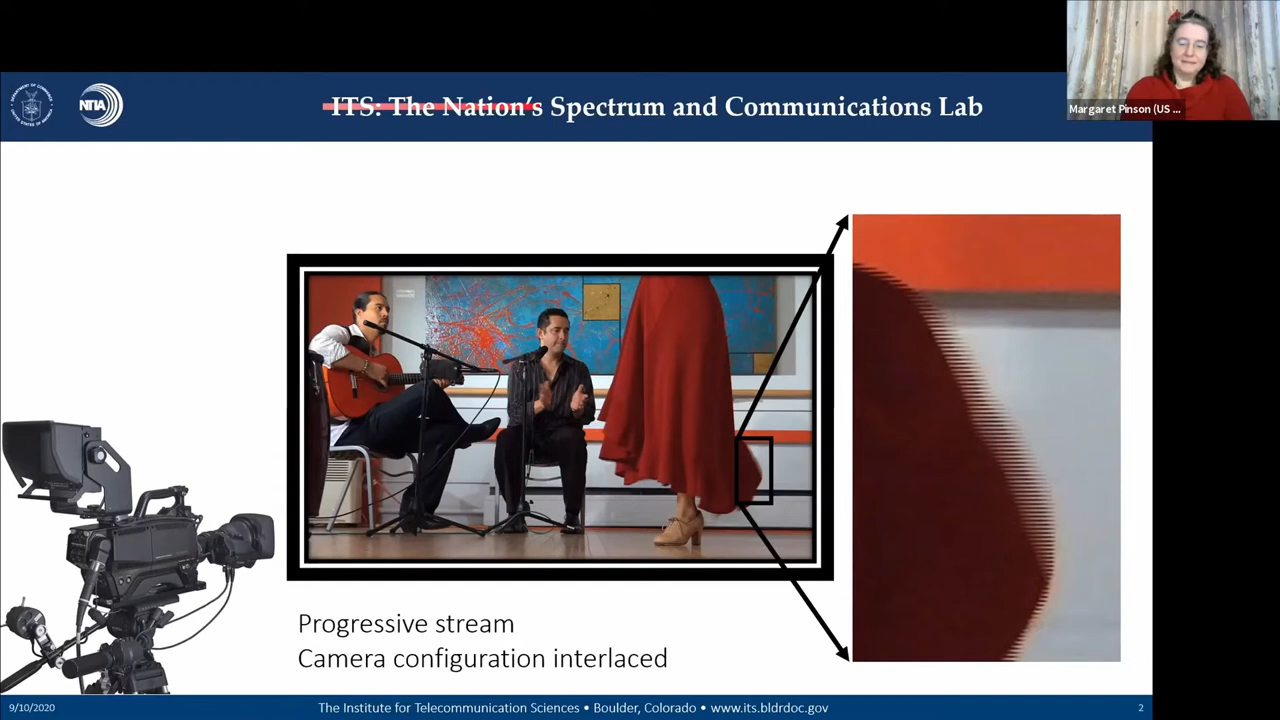 NTIA
ITS: The Nation's Spectrum and Communications Lab
Margaret Pinson (US ...
Progressive stream
Camera configuration interlaced
9/10/2020
The Institute for Telecommunication Sciences • Boulder, Colorado • www.its.bldrdoc.gov
2